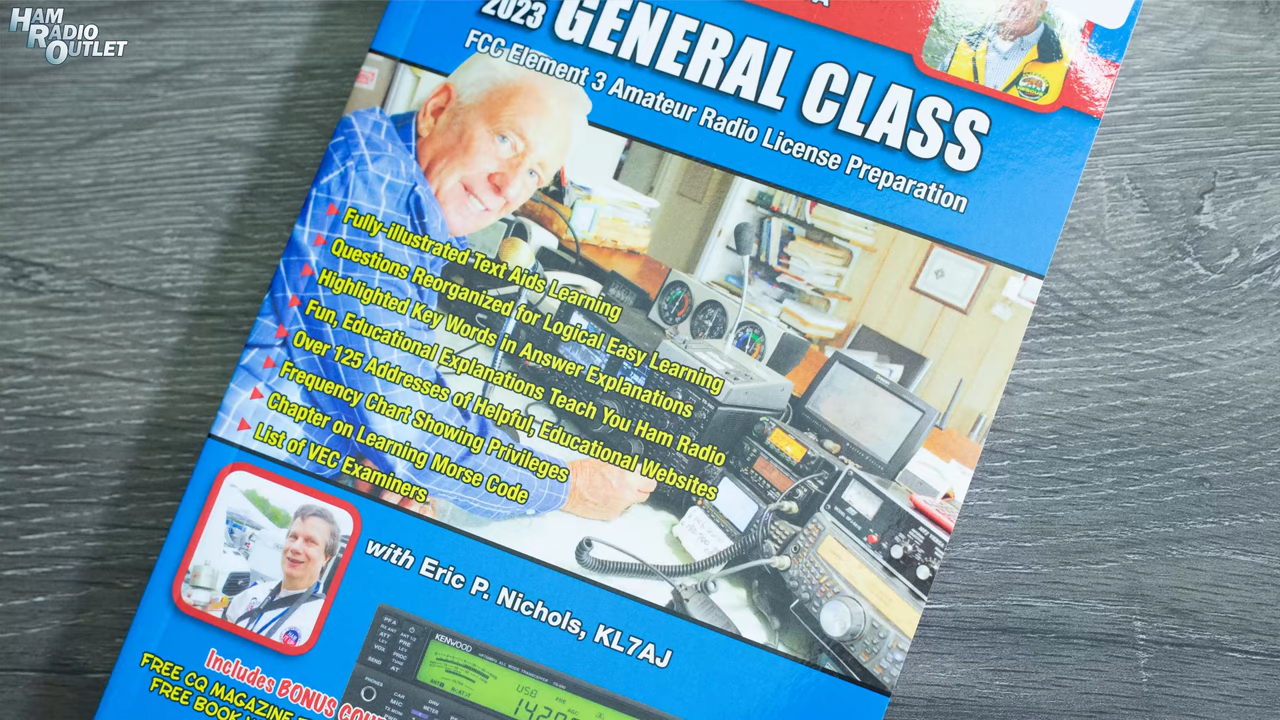 HAM
RADIO
OUTLET
2023 GENERAL CLASS
FCC Element 3 Amateur Radio License Preparation
Fully-illustrated Text Aids Learning
Questions Reorganized for Logical Easy Learning
Highlighted Key Words in Answer Explanations
Fun, Educational Explanations Teach You Ham Radio
Over 125 Addresses of Helpful, Educational Websites
Frequency Chart Showing Privileges
Chapter on Learning Morse Code
List of VEC Examiners
with Eric P. Nichols, KL7AJ
KENWOOD
USB
Includes BONUS
FREE CQ MAGAZINE
FREE BOOK